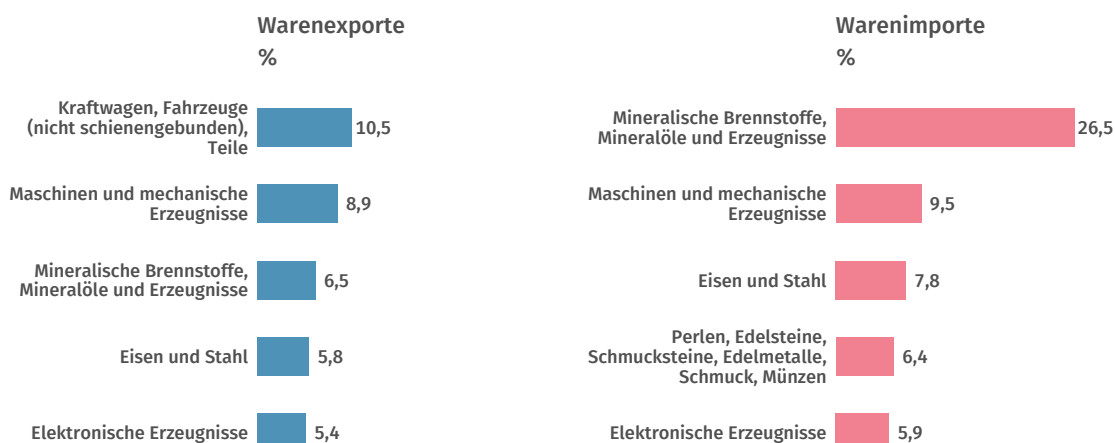 Warenexporte
%
Kraftwagen, Fahrzeuge
(nicht schienengebunden),
Teile
10,5
Maschinen und mechanische
Erzeugnisse
8,9
Mineralische Brennstoffe,
Mineralöle und Erzeugnisse
6,5
Eisen und Stahl
5,8
Elektronische Erzeugnisse
5,4
Warenimporte
%
Mineralische Brennstoffe,
Mineralöle und Erzeugnisse
26,5
Maschinen und mechanische
Erzeugnisse
9,5
Eisen und Stahl
7,8
Perlen, Edelsteine,
Schmucksteine, Edelmetalle,
Schmuck, Münzen
6,4
Elektronische Erzeugnisse
5,9